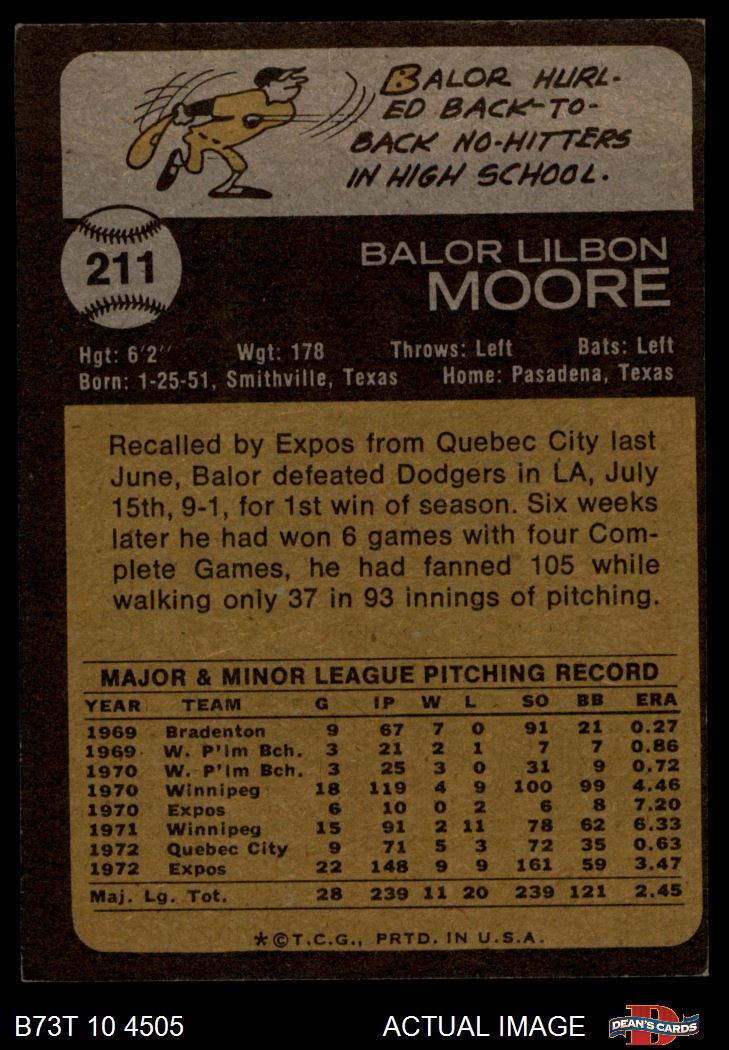 BALOR HURL-
ED BACK-TO-
BACK NO-HITTERS
IN HIGH SCHOOL.
211
BALOR LILBON
MOORE
Hgt: 6'2" Wgt: 178 Throws: Left Bats: Left
Born: 1-25-51, Smithville, Texas Home: Pasadena, Texas
Recalled by Expos from Quebec City last
June, Balor defeated Dodgers in LA, July
15th, 9-1, for 1st win of season. Six weeks
later he had won 6 games with four Com-
plete Games, he had fanned 105 while
walking only 37 in 93 innings of pitching.
MAJOR & MINOR LEAGUE PITCHING RECORD
YEAR TEAM G IP W L SO BB ERA
1969 Bradenton 9 67 7 0 91 21 0.27
1969 W. P'lm Bch. 3 21 2 1 7 7 0.86
1970 W. P'lm Bch. 3 25 3 0 31 9 0.72
1970 Winnipeg 18 119 4 9 100 99 4.46
1970 Expos 6 10 0 2 6 8 7.20
1971 Winnipeg 15 91 2 11 78 62 6.33
1972 Quebec City 9 71 5 3 72 35 0.63
1972 Expos 22 148 9 9 161 59 3.47
Maj. Lg. Tot. 28 239 11 20 239 121 2.45
*©T.C.G., PRTD. IN U.S.A.
B73T 10 4505 ACTUAL IMAGE DEAN'S CARDS